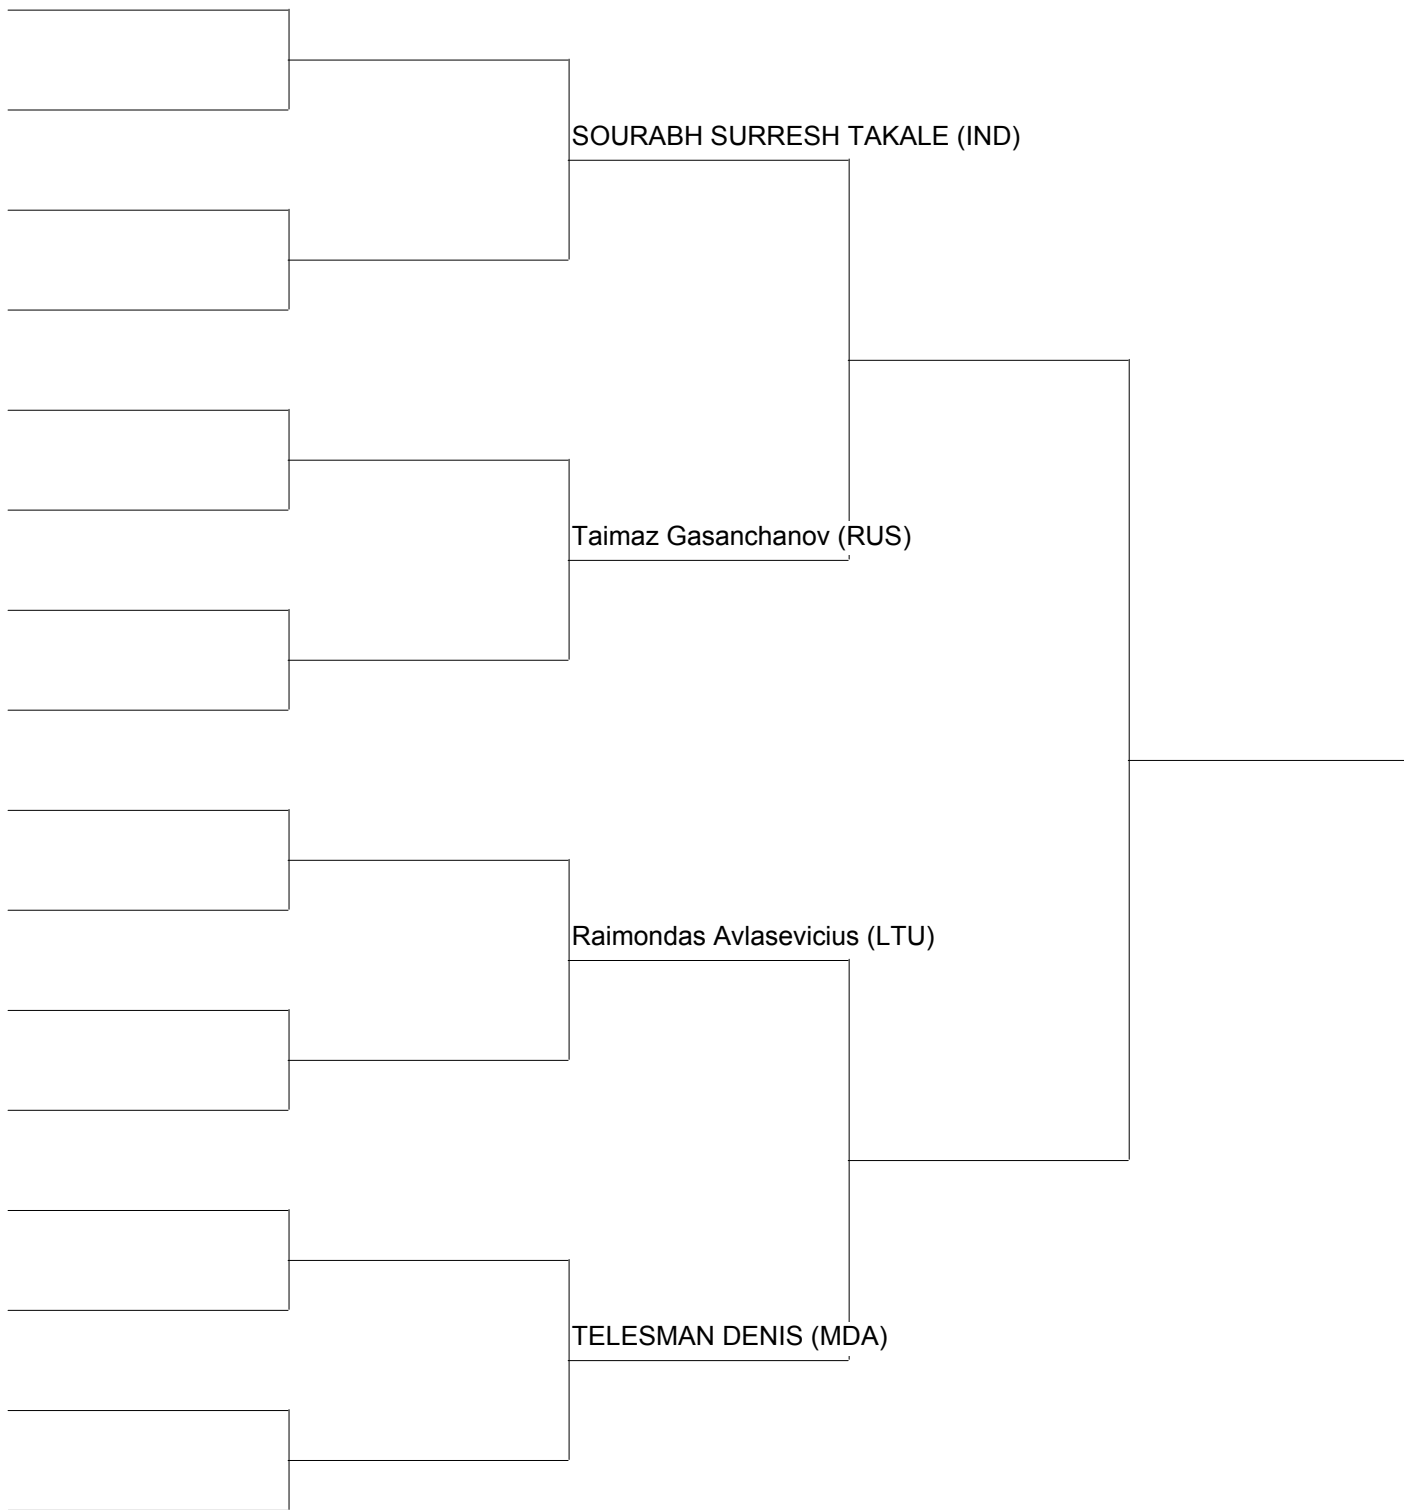 SOURABH SURRESH TAKALE (IND)
Taimaz Gasanchanov (RUS)
Raimondas Avlasevicius (LTU)
TELESMAN DENIS (MDA)